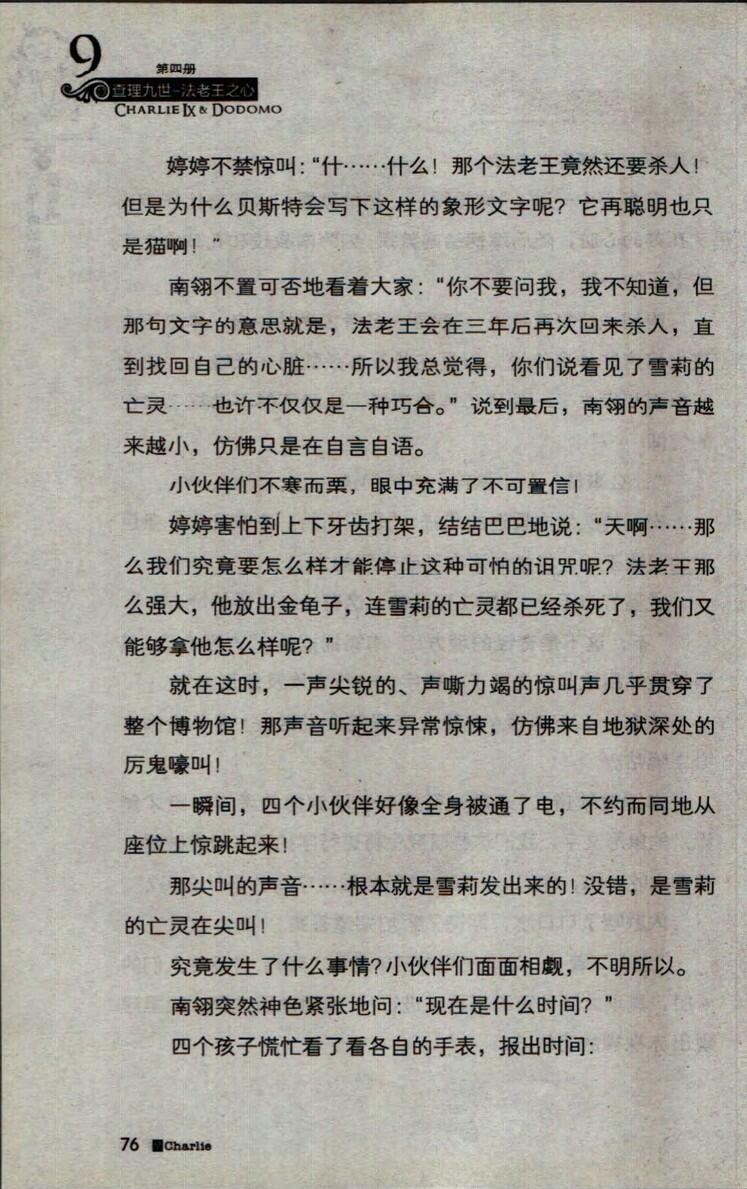 9
第四册
查理九世-法老王之心
CHARLIE IX & DODOMO
婷婷不禁惊叫：“什……什么！那个法老王竟然还要杀人！
但是为什么贝斯特会写下这样的象形文字呢？它再聪明也只
是猫啊！”
南翎不置可否地看着大家：“你不要问我，我不知道，但
那句文字的意思就是，法老王会在三年后再次回来杀人，直
到找回自己的心脏……所以我总觉得，你们说看见了雪莉的
亡灵……也许不仅仅是一种巧合。”说到最后，南翎的声音越
来越小，仿佛只是在自言自语。
小伙伴们不寒而栗，眼中充满了不可置信！
婷婷害怕到上下牙齿打架，结结巴巴地说：“天啊……那
么我们究竟要怎么样才能停止这种可怕的诅咒呢？法老王那
么强大，他放出金龟子，连雪莉的亡灵都已经杀死了，我们又
能够拿他怎么样呢？”
就在这时，一声尖锐的、声嘶力竭的惊叫声几乎贯穿了
整个博物馆！那声音听起来异常惊悚，仿佛来自地狱深处的
厉鬼嚎叫！
一瞬间，四个小伙伴好像全身被通了电，不约而同地从
座位上惊跳起来！
那尖叫的声音……根本就是雪莉发出来的！没错，是雪莉
的亡灵在尖叫！
究竟发生了什么事情？小伙伴们面面相觑，不明所以。
南翎突然神色紧张地问：“现在是什么时间？”
四个孩子慌忙看了看各自的手表，报出时间：
76 Charlie